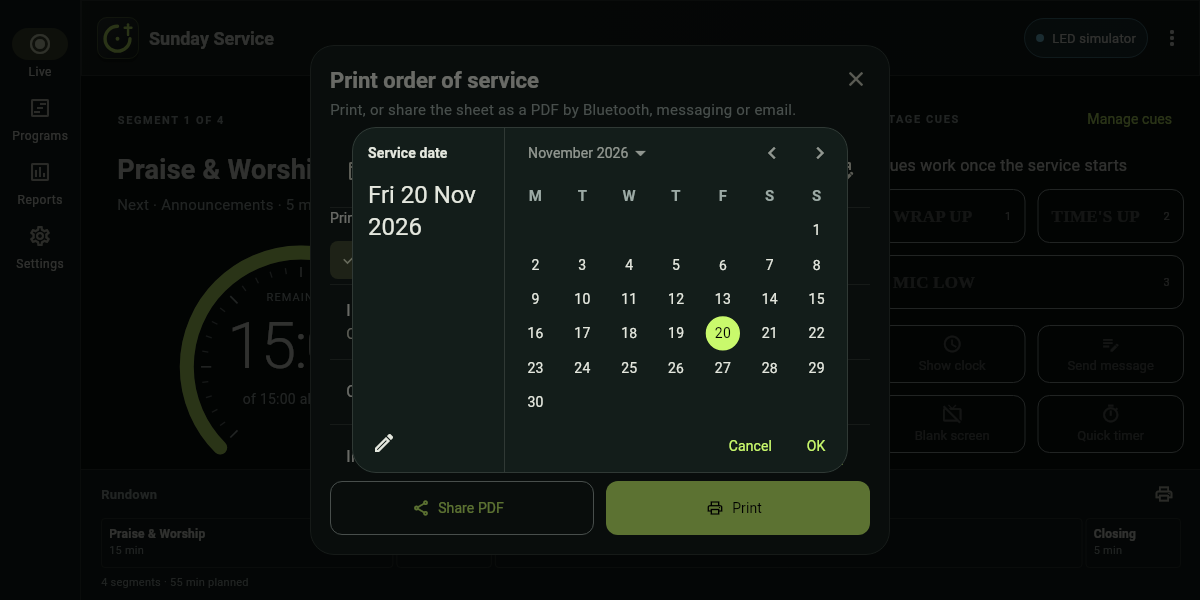 Sunday Service
LED simulator
Live
Programs
Reports
Settings
SEGMENT 1 OF 4
Praise & Worshi
Next · Announcements · 5 m
REMAIN
15:
of 15:00 al
Print order of service
Print, or share the sheet as a PDF by Bluetooth, messaging or email.
Service date
Fri 20 Nov
2026
November 2026
M T W T F S S
1
2 3 4 5 6 7 8
9 10 11 12 13 14 15
16 17 18 19 20 21 22
23 24 25 26 27 28 29
30
Cancel OK
Share PDF
Print
TAGE CUES
Manage cues
ues work once the service starts
WRAP UP 1
TIME'S UP 2
MIC LOW 3
Show clock
Send message
Blank screen
Quick timer
Rundown
Praise & Worship
15 min
Closing
5 min
4 segments · 55 min planned